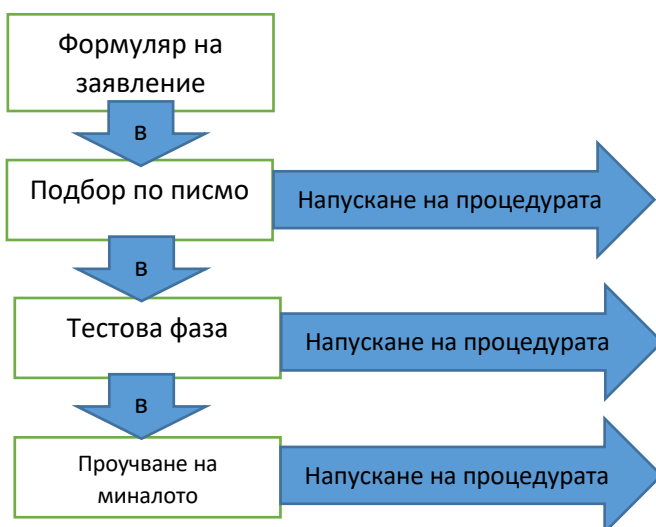 Формуляр на
заявление
в
Подбор по писмо
Напускане на процедурата
в
Тестова фаза
Напускане на процедурата
в
Проучване на
миналото
Напускане на процедурата